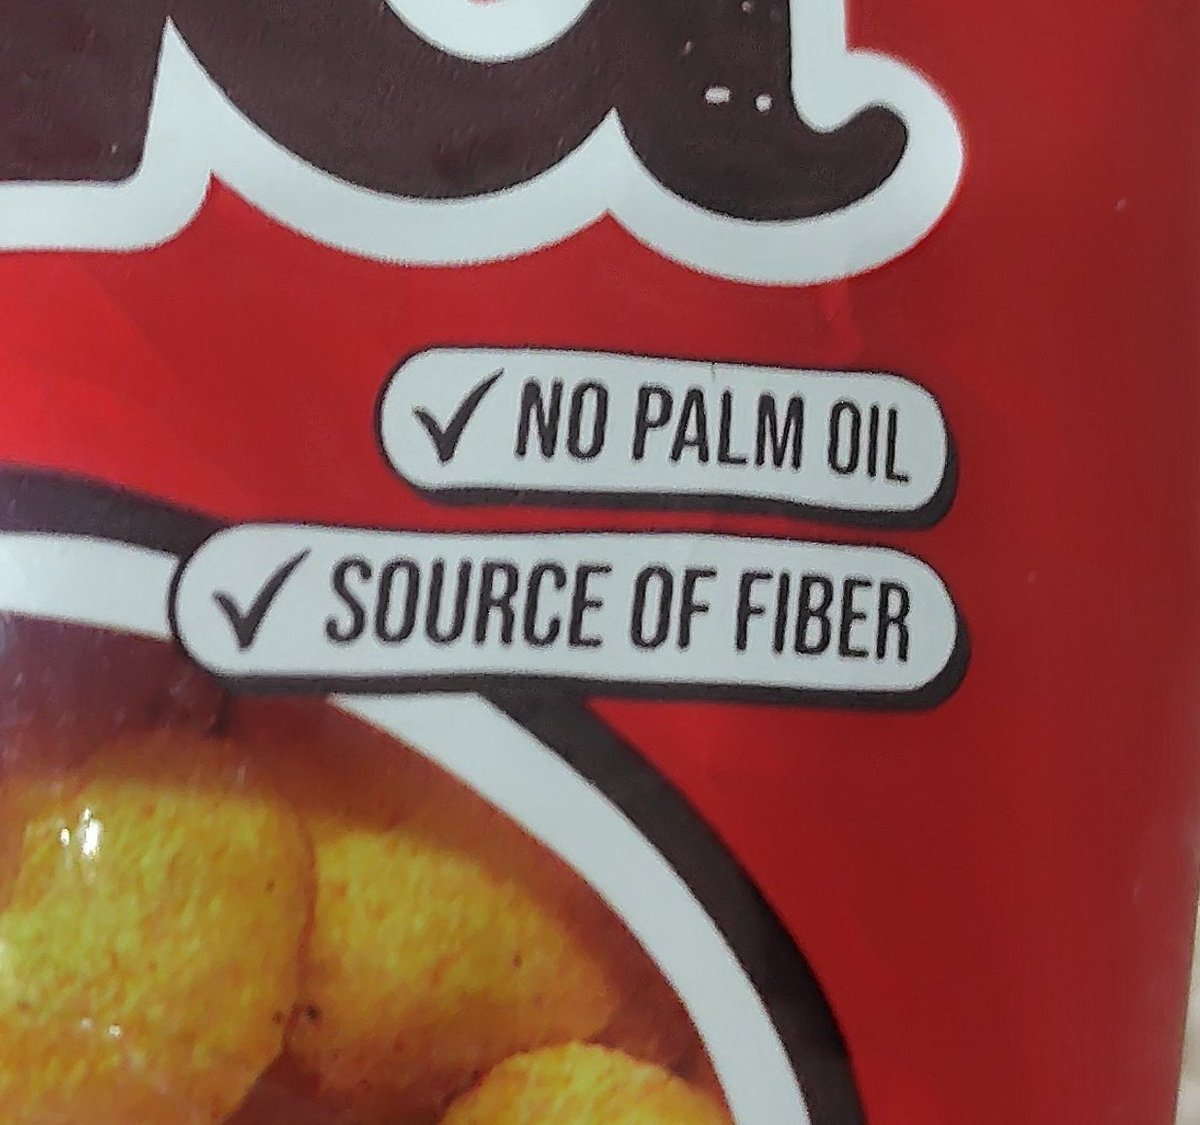 NO PALM OIL
SOURCE OF FIBER